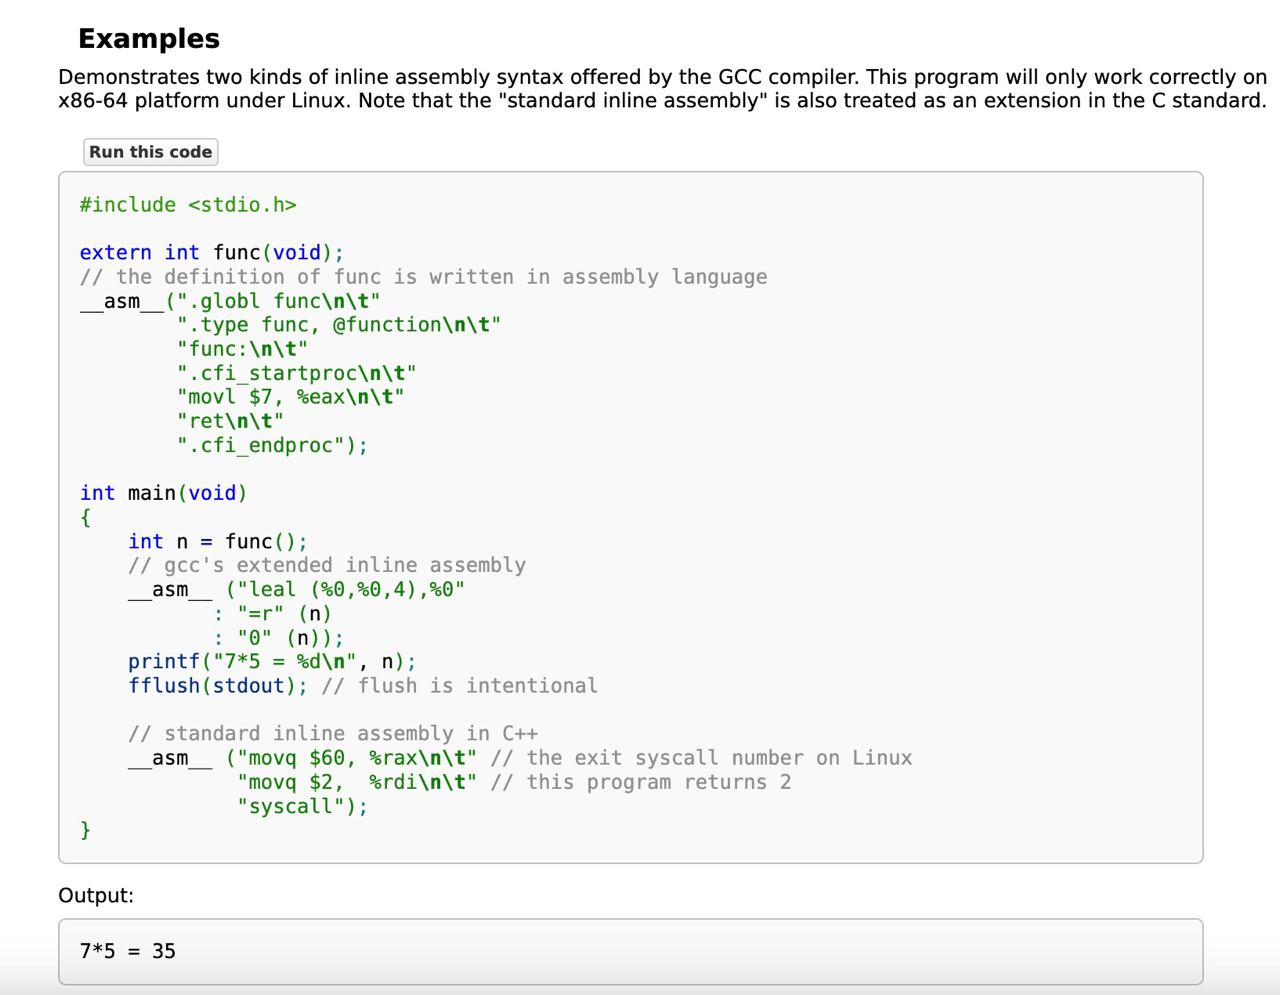 Examples
Demonstrates two kinds of inline assembly syntax offered by the GCC compiler. This program will only work correctly on
x86-64 platform under Linux. Note that the "standard inline assembly" is also treated as an extension in the C standard.
Run this code
#include <stdio.h>
extern int func(void);
// the definition of func is written in assembly language
__asm__(".globl func\n\t"
".type func, @function\n\t"
"func:\n\t"
".cfi_startproc\n\t"
"movl $7, %eax\n\t"
"ret\n\t"
".cfi_endproc");
int main(void)
{
int n = func();
// gcc's extended inline assembly
__asm__ ("leal (%0,%0,4),%0"
: "=r" (n)
: "0" (n));
printf("7*5 = %d\n", n);
fflush(stdout); // flush is intentional
// standard inline assembly in C++
__asm__ ("movq $60, %rax\n\t" // the exit syscall number on Linux
"movq $2,  %rdi\n\t" // this program returns 2
"syscall");
}
Output:
7*5 = 35